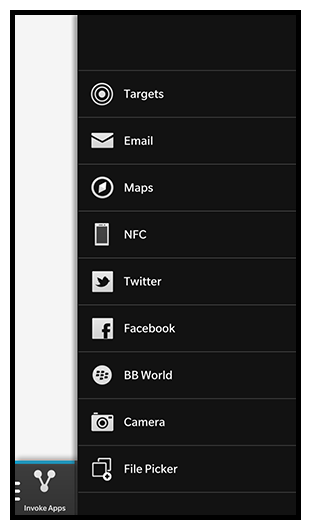 Targets
Email
Maps
NFC
Twitter
Facebook
BB World
Camera
File Picker
Invoke Apps